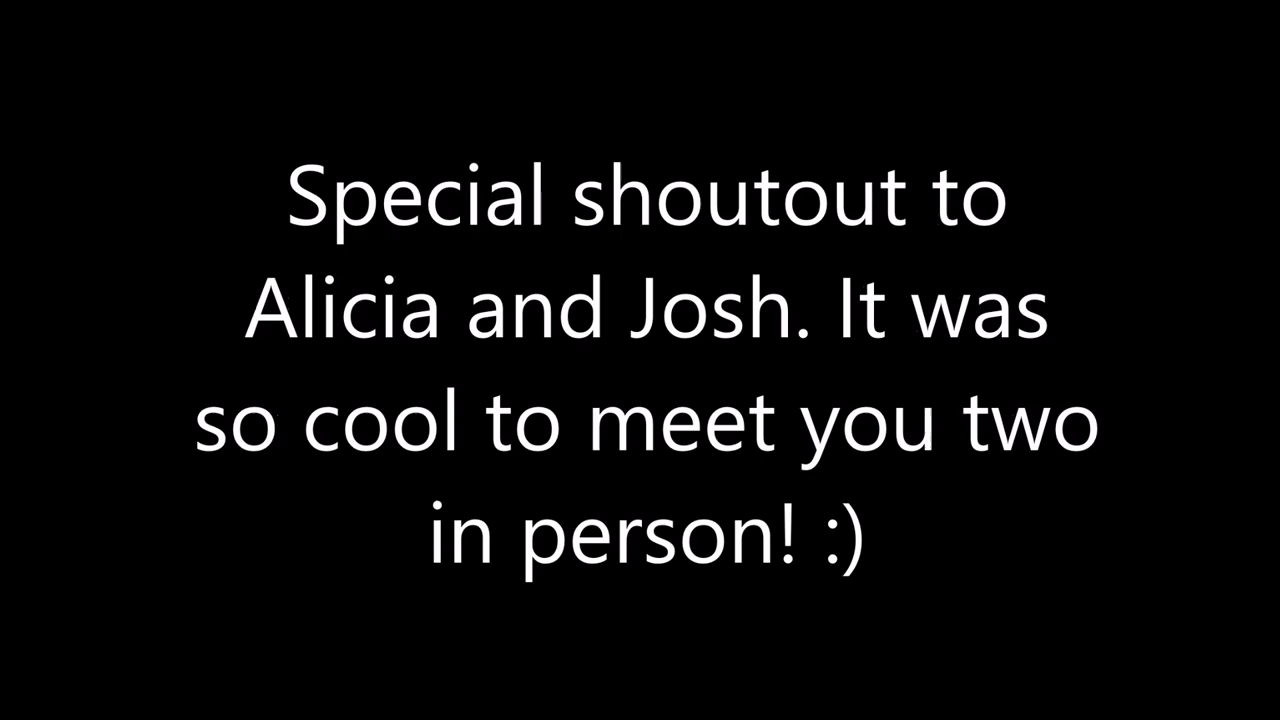 Special shoutout to
Alicia and Josh. It was
so cool to meet you two
in person! :)